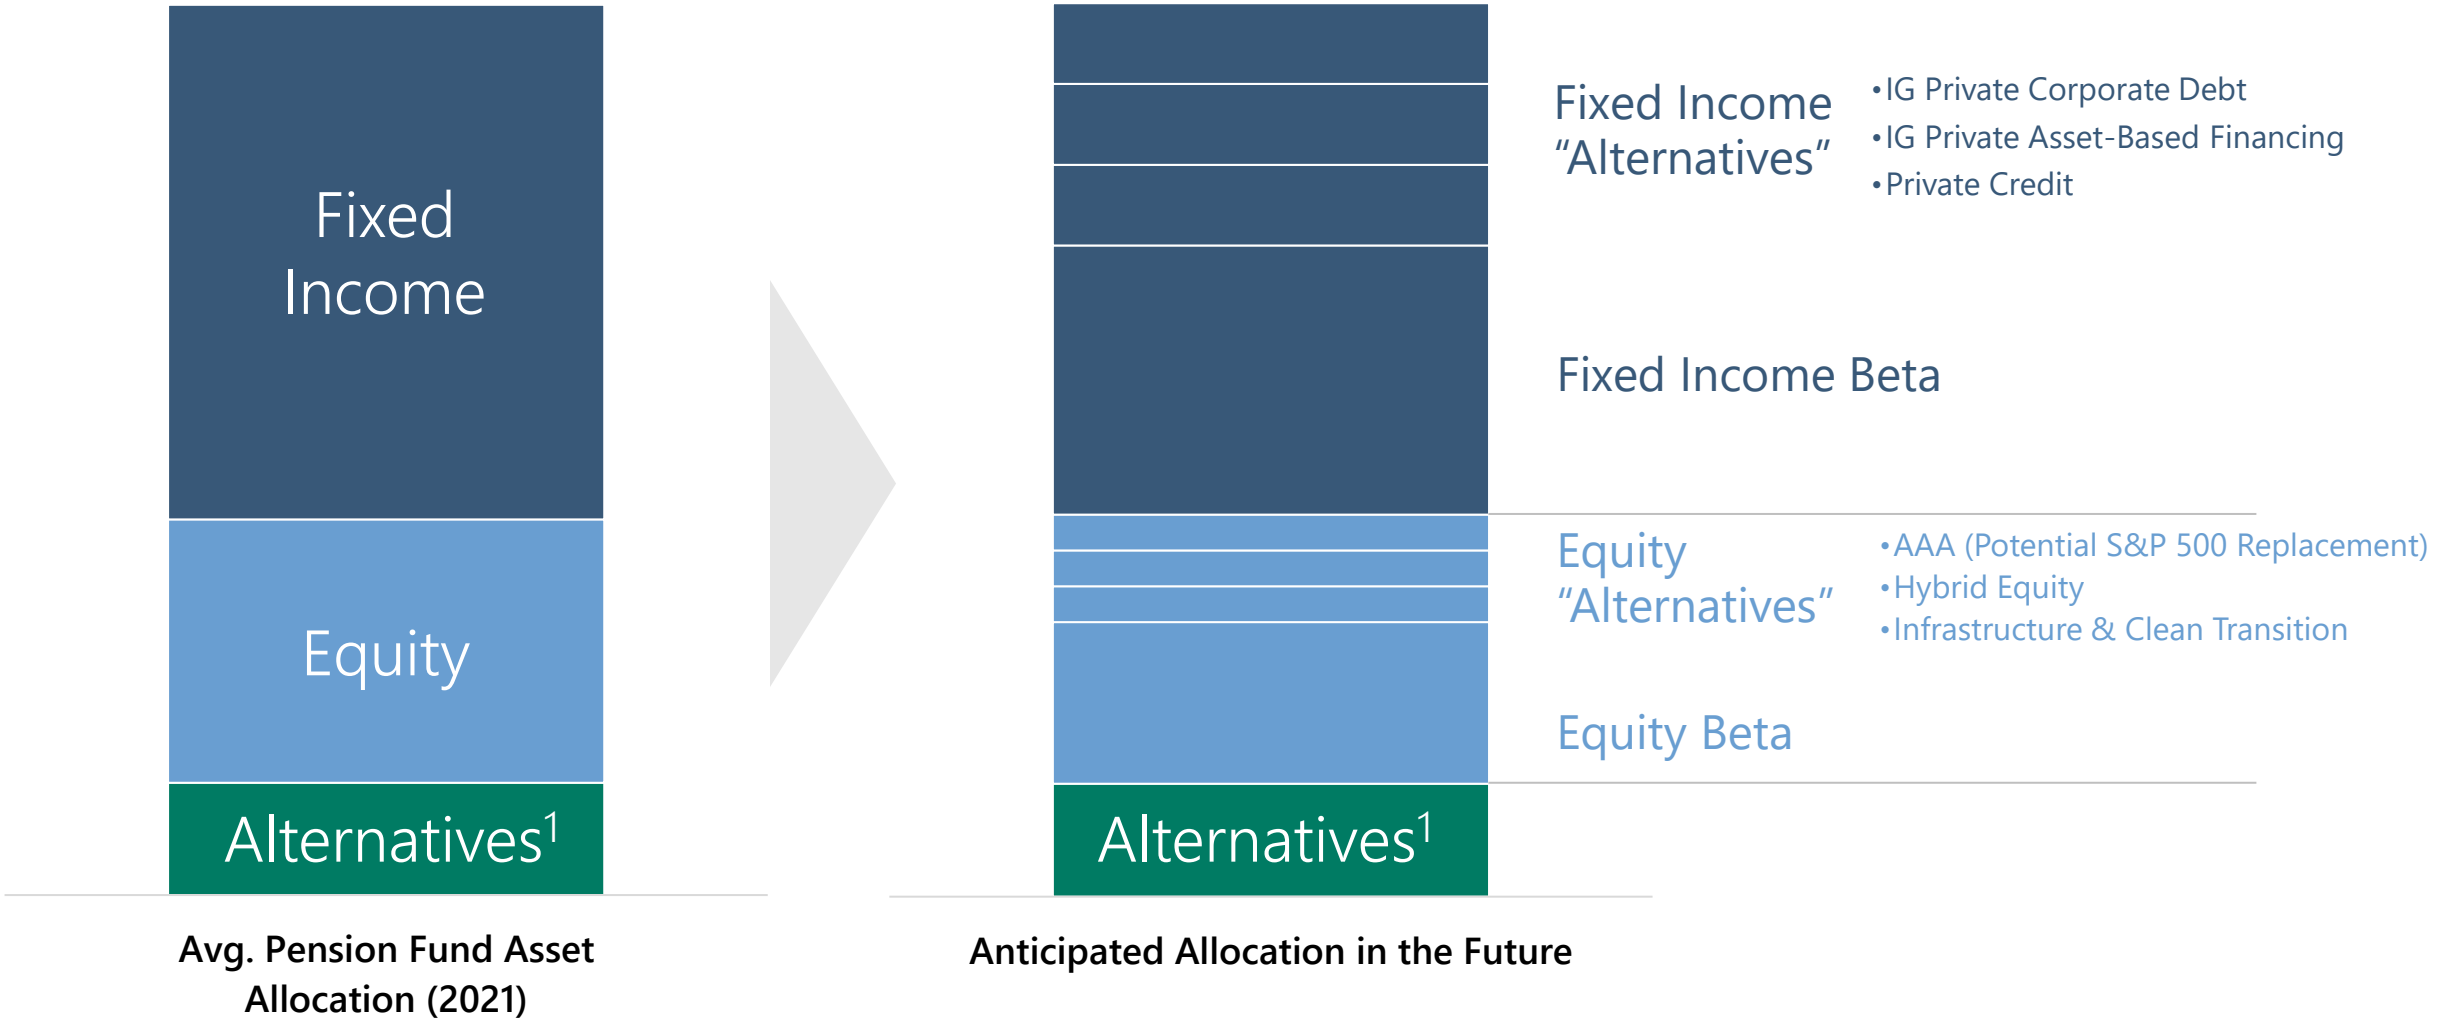 Fixed
Income
Equity
Alternatives¹
Avg. Pension Fund Asset
Allocation (2021)
Alternatives¹
Anticipated Allocation in the Future
Fixed Income
“Alternatives”
•IG Private Corporate Debt
•IG Private Asset-Based Financing
•Private Credit
Fixed Income Beta
Equity
“Alternatives”
•AAA (Potential S&P 500 Replacement)
•Hybrid Equity
•Infrastructure & Clean Transition
Equity Beta